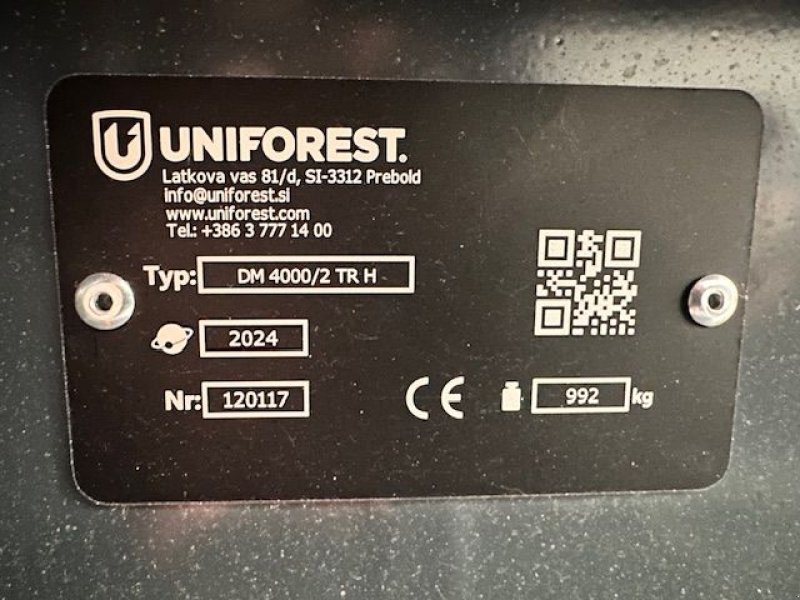 UNIFOREST.
Latkova vas 81/d, SI-3312 Prebold
info@uniforest.si
www.uniforest.com
Tel.: +386 3 777 14 00
Typ: DM 4000/2 TR H
2024
Nr: 120117 CE 992 kg